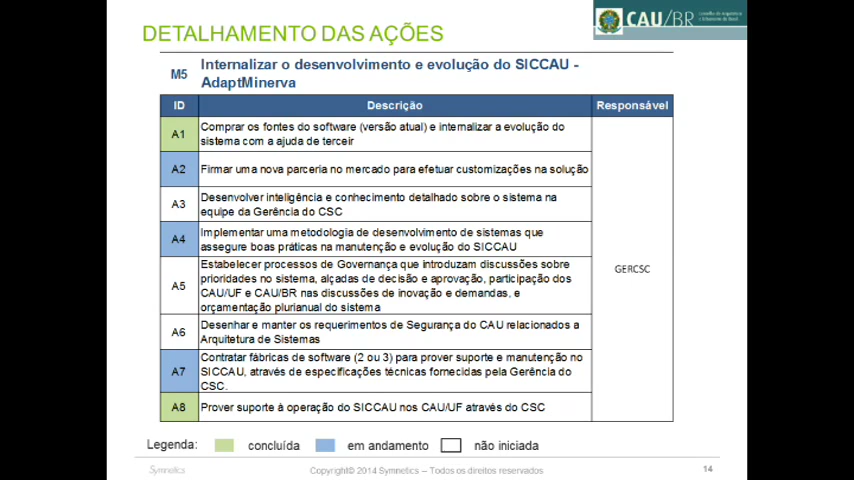 DETALHAMENTO DAS AÇÕES
CAU/BR
M5
Internalizar o desenvolvimento e evolução do SICCAU -
AdaptMinerva
ID Descrição Responsável
A1
Comprar os fontes do software (versão atual) e internalizar a evolução do
sistema com a ajuda de terceir
A2 Firmar uma nova parceria no mercado para efetuar customizações na solução
A3
Desenvolver inteligência e conhecimento detalhado sobre o sistema na
equipe da Gerência do CSC
A4
Implementar uma metodologia de desenvolvimento de sistemas que
assegure boas práticas na manutenção e evolução do SICCAU
GERCSC
A5
Estabelecer processos de Governança que introduzam discussões sobre
prioridades no sistema, alçadas de decisão e aprovação, participação dos
CAU/UF e CAU/BR nas discussões de inovação e demandas, e
orçamentação plurianual do sistema
A6
Desenhar e manter os requerimentos de Segurança do CAU relacionados a
Arquitetura de Sistemas
A7
Contratar fábricas de software (2 ou 3) para prover suporte e manutenção no
SICCAU, através de especificações técnicas fornecidas pela Gerência do
CSC.
A8 Prover suporte à operação do SICCAU nos CAU/UF através do CSC
Legenda: concluída em andamento não iniciada
Symnetics Copyright© 2014 Symnetics – Todos os direitos reservados 14